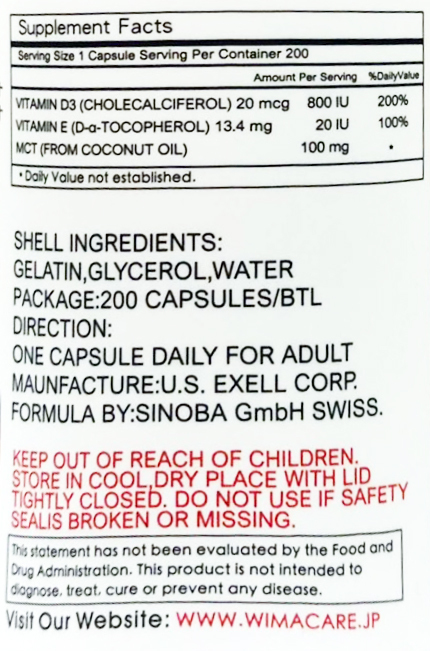 Supplement Facts
Serving Size 1 Capsule Serving Per Container 200
Amount Per Serving %DailyValue
VITAMIN D3 (CHOLECALCIFEROL) 20 mcg 800 IU 200%
VITAMIN E (D-α-TOCOPHEROL) 13.4 mg 20 IU 100%
MCT (FROM COCONUT OIL) 100 mg •
• Daily Value not established.
SHELL INGREDIENTS:
GELATIN,GLYCEROL,WATER
PACKAGE:200 CAPSULES/BTL
DIRECTION:
ONE CAPSULE DAILY FOR ADULT
MAUNFACTURE:U.S. EXELL CORP.
FORMULA BY:SINOBA GmbH SWISS.
KEEP OUT OF REACH OF CHILDREN.
STORE IN COOL,DRY PLACE WITH LID
TIGHTLY CLOSED. DO NOT USE IF SAFETY
SEALIS BROKEN OR MISSING.
This statement has not been evaluated by the Food and
Drug Administration. This product is not intended to
diagnose, treat, cure or prevent any disease.
Visit Our Website: WWW.WIMACARE.JP